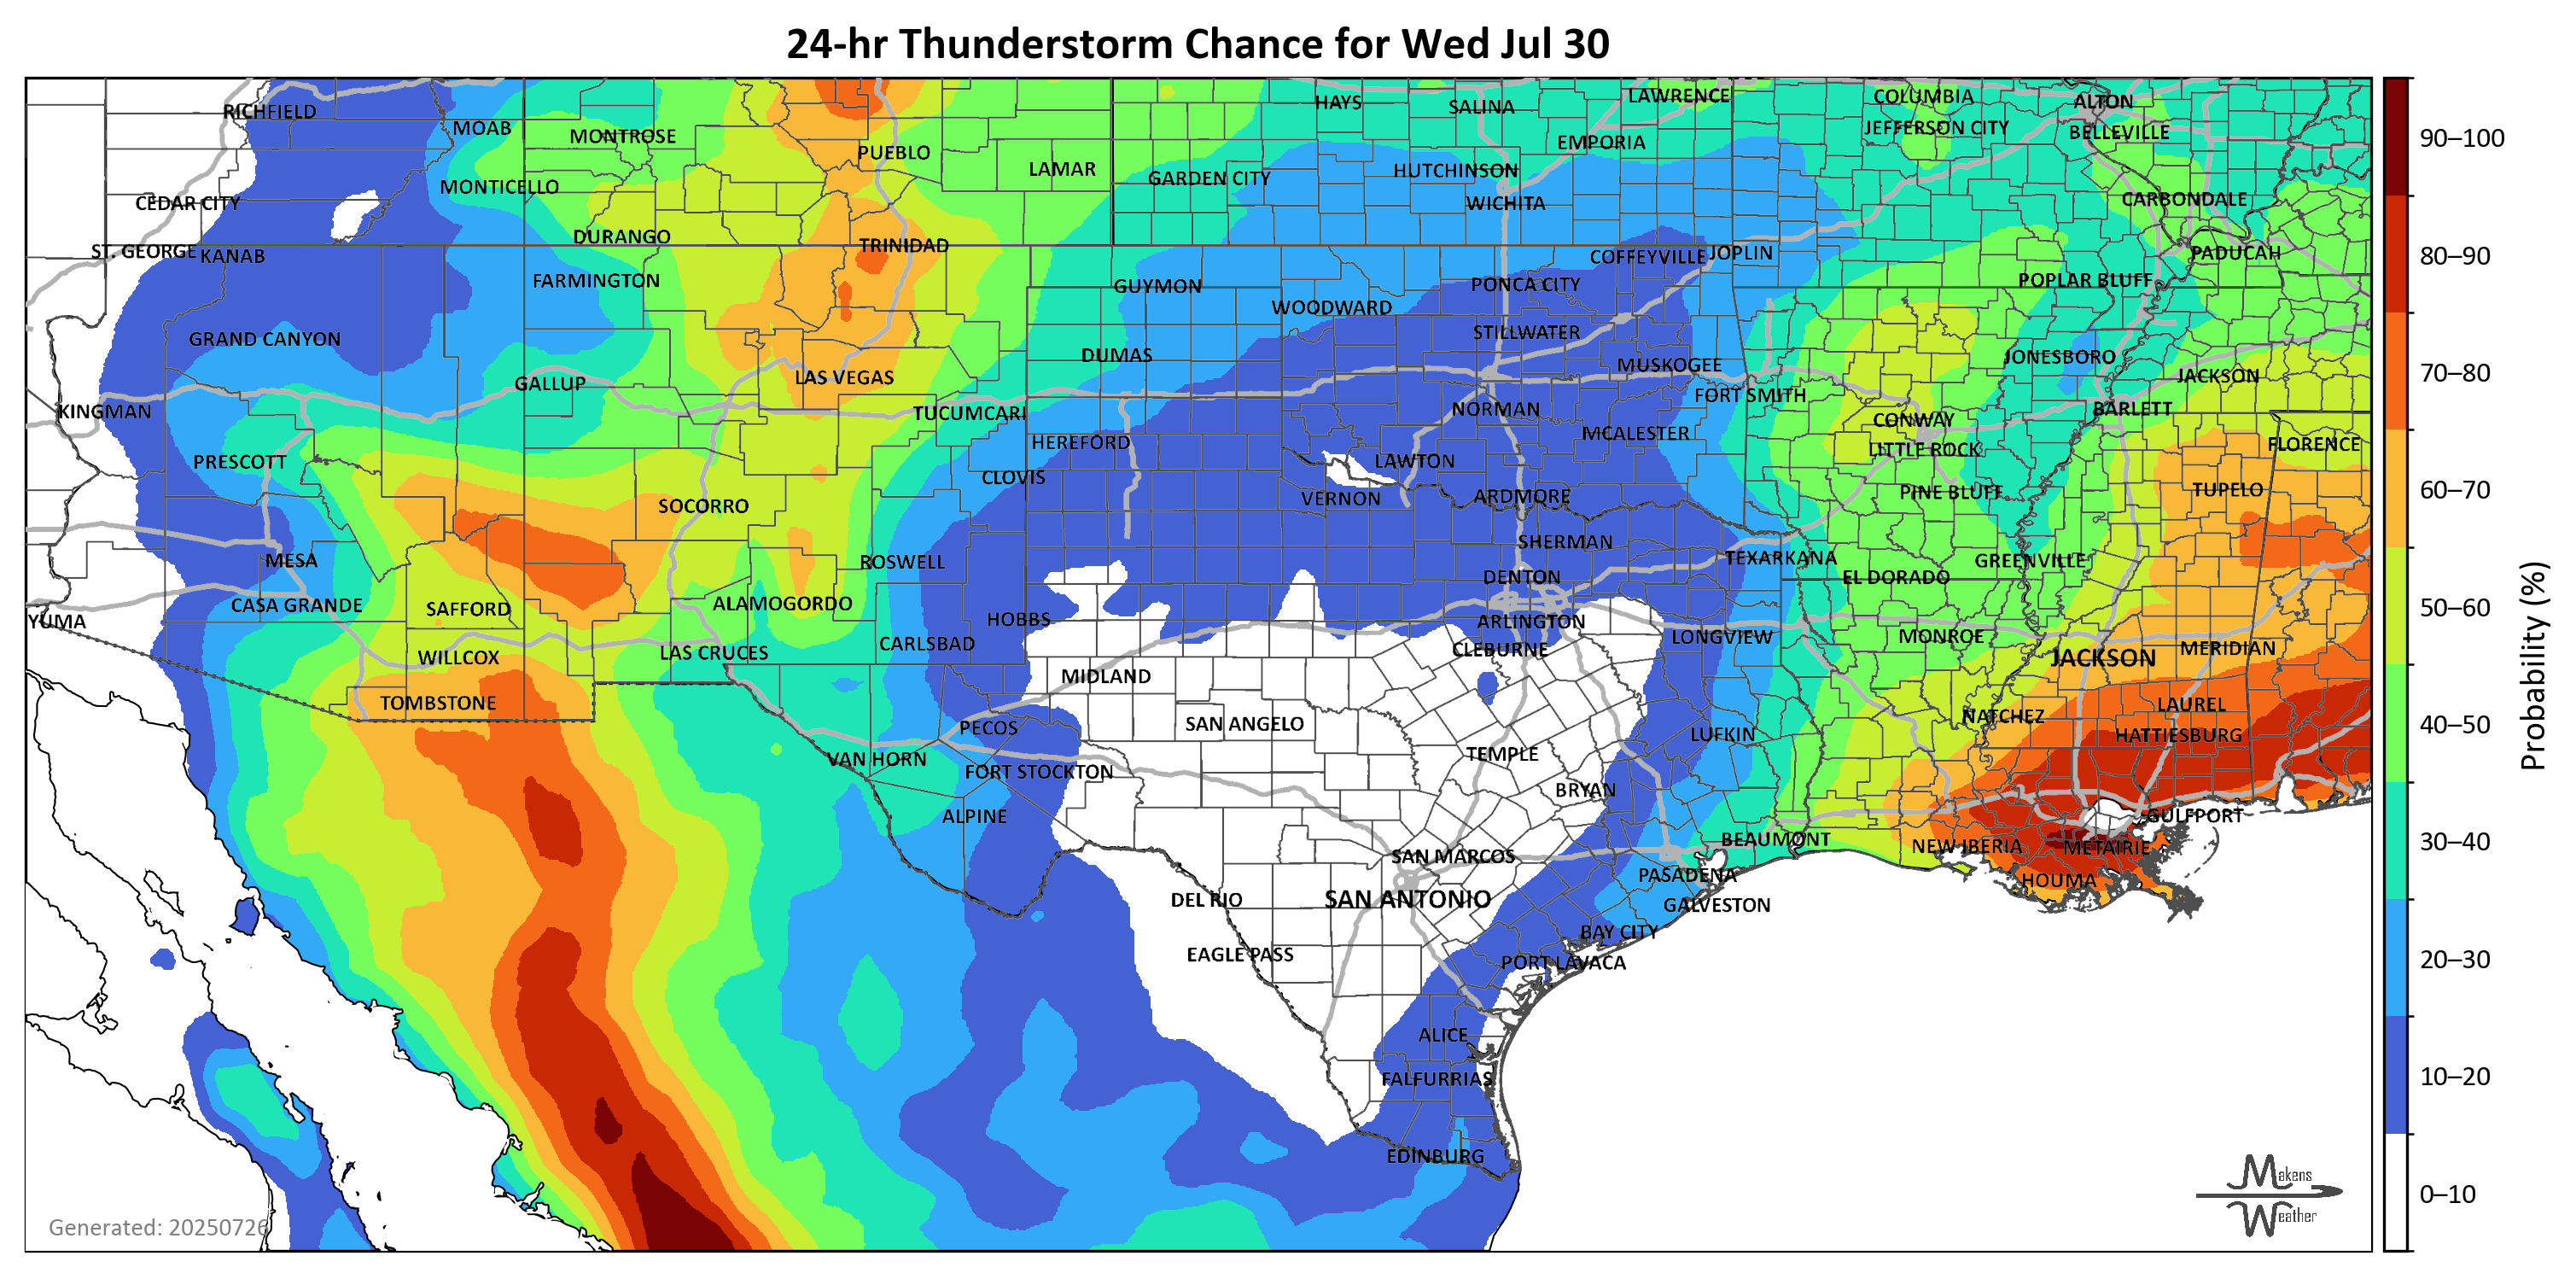 24-hr Thunderstorm Chance for Wed Jul 30
RICHFIELD
MOAB
MONTROSE
PUEBLO
LAMAR
GARDEN CITY
HAYS
SALINA
LAWRENCE
EMPORIA
HUTCHINSON
WICHITA
COLUMBIA
JEFFERSON CITY
ALTON
BELLEVILLE
CARBONDALE
MONTICELLO
CEDAR CITY
DURANGO
TRINIDAD
ST. GEORGE
KANAB
FARMINGTON
GUYMON
WOODWARD
PONCA CITY
COFFEYVILLE
JOPLIN
POPLAR BLUFF
PADUCAH
GRAND CANYON
STILLWATER
DUMAS
MUSKOGEE
JONESBORO
JACKSON
GALLUP
LAS VEGAS
FORT SMITH
KINGMAN
TUCUMCARI
NORMAN
CONWAY
BARLETT
HEREFORD
MCALESTER
LITTLE ROCK
FLORENCE
PRESCOTT
CLOVIS
LAWTON
VERNON
ARDMORE
PINE BLUFF
TUPELO
SOCORRO
SHERMAN
MESA
ROSWELL
TEXARKANA
GREENVILLE
DENTON
EL DORADO
CASA GRANDE
SAFFORD
ALAMOGORDO
YUMA
HOBBS
ARLINGTON
LONGVIEW
MONROE
CARLSBAD
CLEBURNE
MERIDIAN
WILLCOX
LAS CRUCES
JACKSON
MIDLAND
TOMBSTONE
LAUREL
NATCHEZ
PECOS
SAN ANGELO
LUFKIN
HATTIESBURG
VAN HORN
TEMPLE
FORT STOCKTON
BRYAN
ALPINE
GULFPORT
BEAUMONT
NEW IBERIA
METAIRIE
SAN MARCOS
PASADENA
HOUMA
DEL RIO
SAN ANTONIO
GALVESTON
BAY CITY
EAGLE PASS
PORT LAVACA
ALICE
FALFURRIAS
EDINBURG
Generated: 20250726
Makens
Weather
90–100
80–90
70–80
60–70
50–60
40–50
30–40
20–30
10–20
0–10
Probability (%)